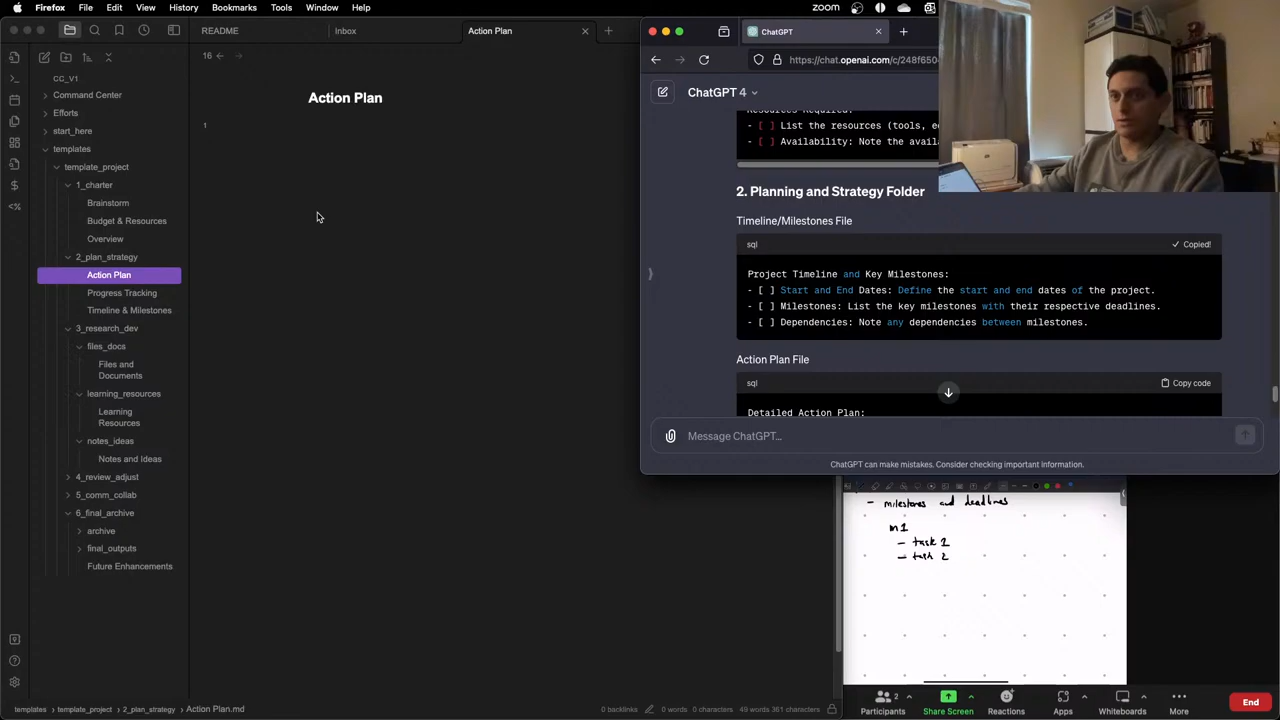 Firefox File Edit View History Bookmarks Tools Window Help
zoom
README
Inbox
Action Plan
16
Action Plan
1
CC_V1
Command Center
Efforts
start_here
templates
template_project
1_charter
Brainstorm
Budget & Resources
Overview
2_plan_strategy
Action Plan
Progress Tracking
Timeline & Milestones
3_research_dev
files_docs
Files and
Documents
learning_resources
Learning
Resources
notes_ideas
Notes and Ideas
4_review_adjust
5_comm_collab
6_final_archive
archive
final_outputs
Future Enhancements
templates / template_project / 2_plan_strategy / Action Plan.md
0 backlinks 0 words 0 characters 49 words 361 characters
ChatGPT
https://chat.openai.com/c/248f650
ChatGPT 4
Resources Required:
- [ ] List the resources (tools,
- [ ] Availability: Note the
2. Planning and Strategy Folder
Timeline/Milestones File
sql
Copied!
Project Timeline and Key Milestones:
- [ ] Start and End Dates: Define the start and end dates of the project.
- [ ] Milestones: List the key milestones with their respective deadlines.
- [ ] Dependencies: Note any dependencies between milestones.
Action Plan File
sql
Copy code
Detailed Action Plan:
Message ChatGPT...
ChatGPT can make mistakes. Consider checking important information.
- milestones and deadlines
m1
- task 1
- task 2
2
Participants
Share Screen
Reactions
Apps
Whiteboards
More
End